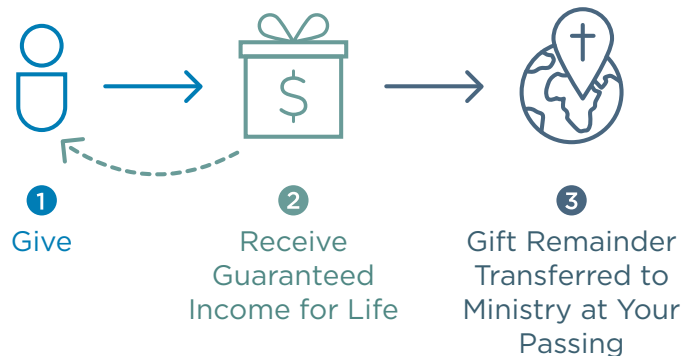 $
1
Give
2
Receive
Guaranteed
Income for Life
3
Gift Remainder
Transferred to
Ministry at Your
Passing